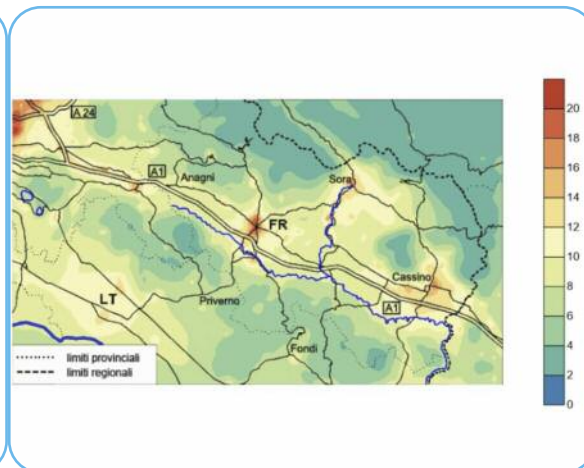 A 24
A1
Anagni
Sora
FR
Cassino
LT
Priverno
A1
Fondi
limiti provinciali
limiti regionali
20
18
16
14
12
10
8
6
4
2
0